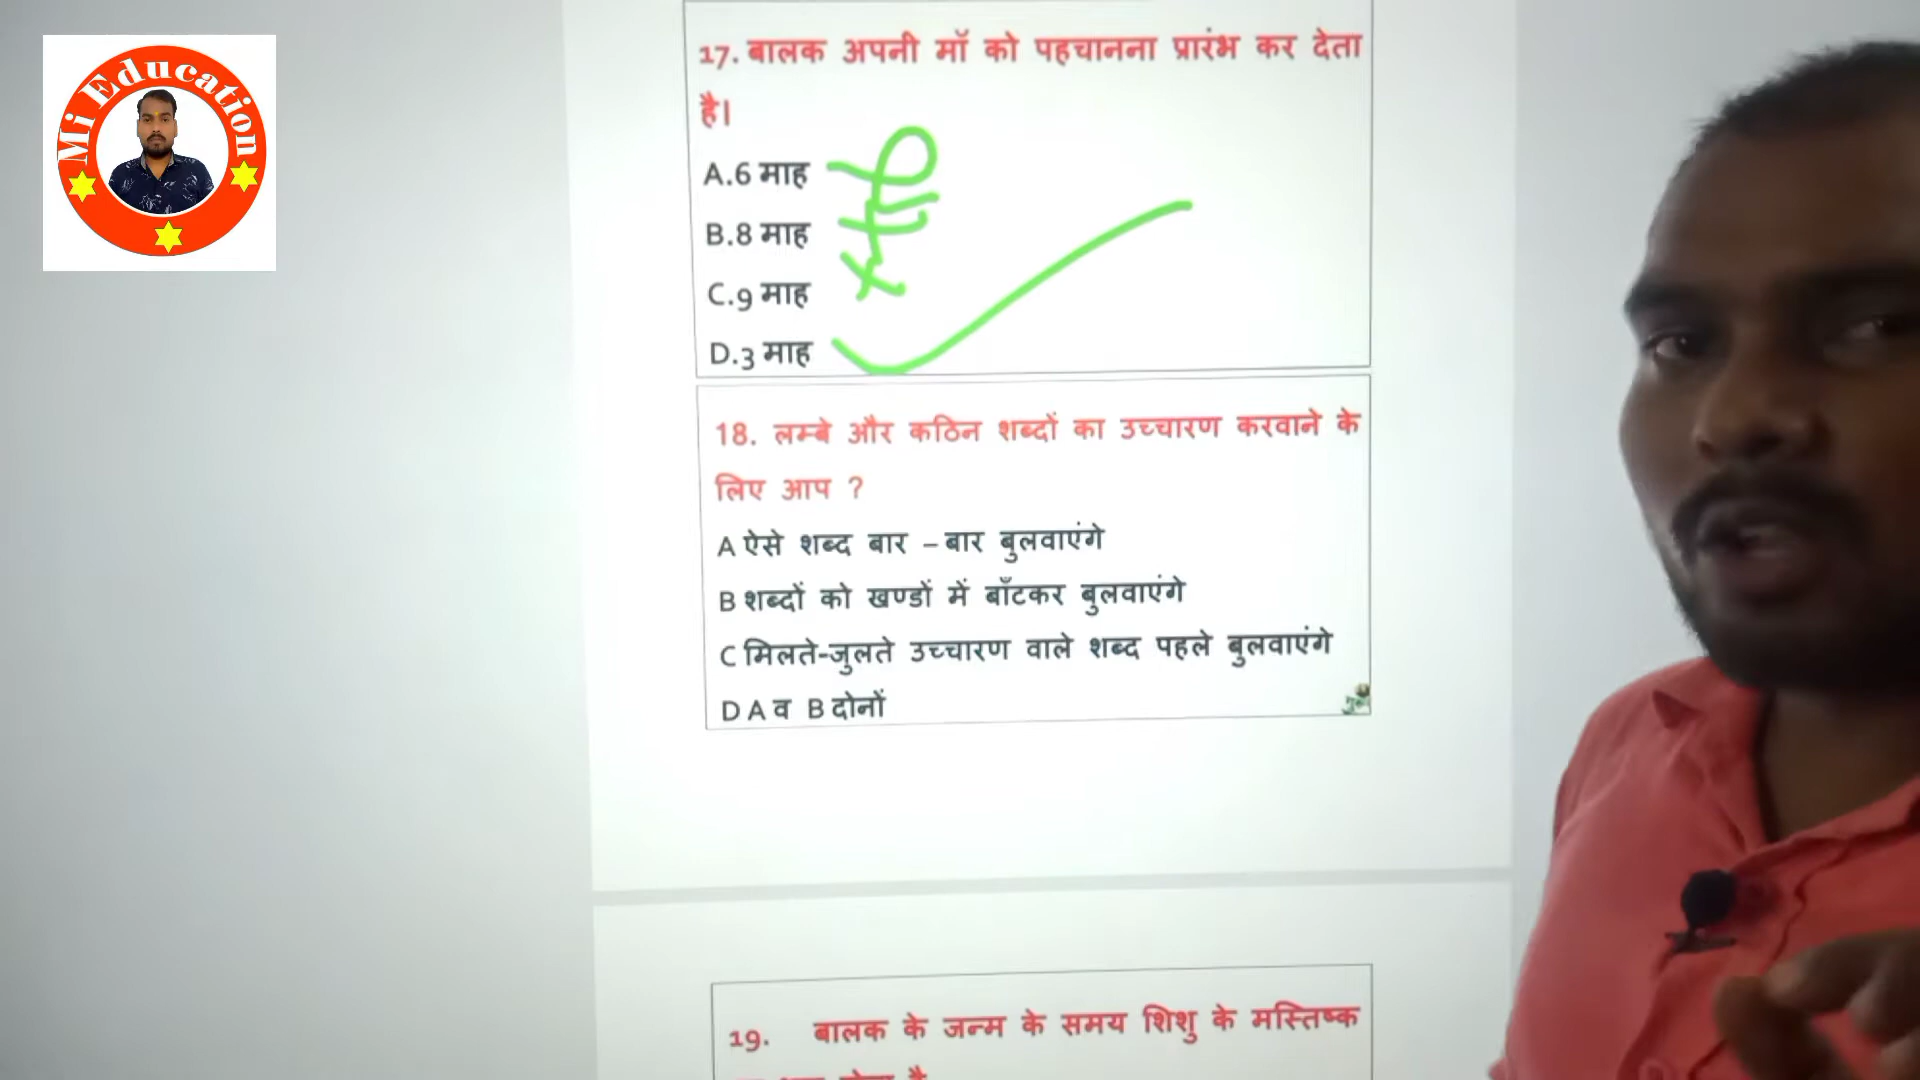 Mi Education
17. बालक अपनी मॉ को पहचानना प्रारंभ कर देता
है।
A.6 माह
B.8 माह
C.9 माह
D.3 माह
18. लम्बे और कठिन शब्दों का उच्चारण करवाने के
लिए आप ?
A ऐसे शब्द बार – बार बुलवाएंगे
B शब्दों को खण्डों में बाँटकर बुलवाएंगे
C मिलते-जुलते उच्चारण वाले शब्द पहले बुलवाएंगे
D A व B दोनों
19. बालक के जन्म के समय शिशु के मस्तिष्क